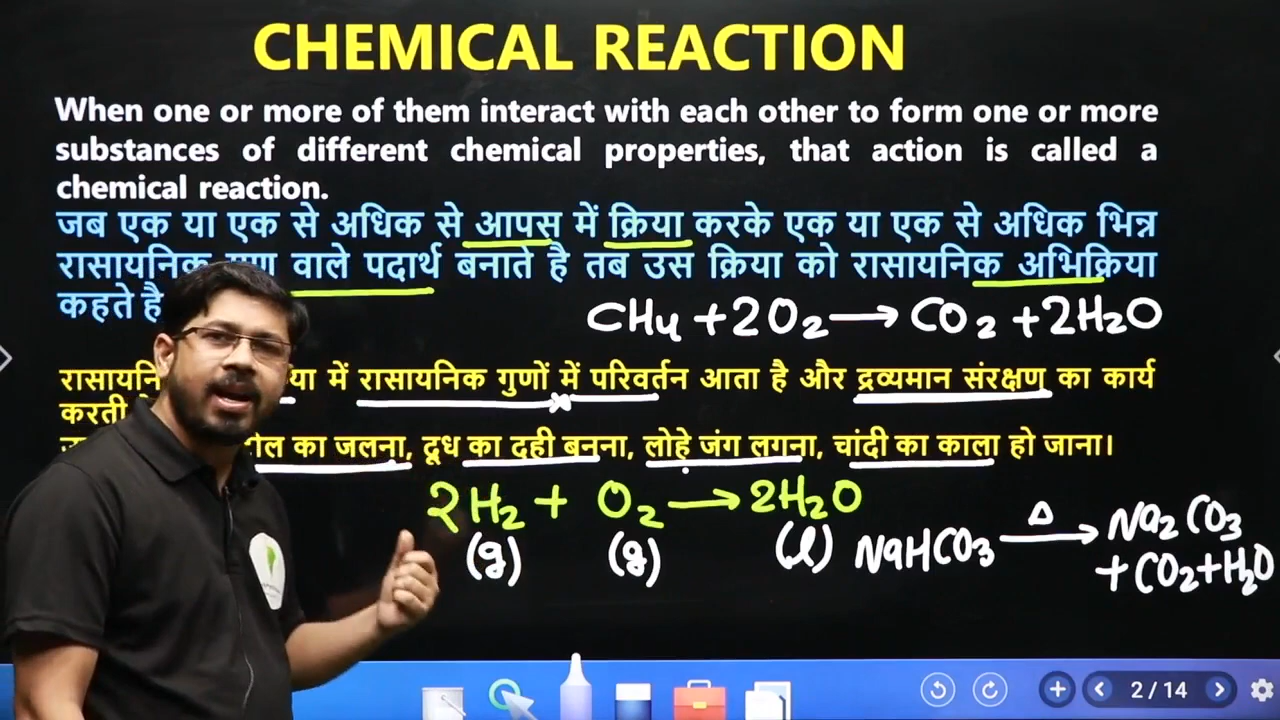 CHEMICAL REACTION
When one or more of them interact with each other to form one or more
substances of different chemical properties, that action is called a
chemical reaction.
जब एक या एक से अधिक से आपस में क्रिया करके एक या एक से अधिक भिन्न
रासायनिक गुण वाले पदार्थ बनाते है तब उस क्रिया को रासायनिक अभिक्रिया
कहते है
CH4 + 2O2 → CO2 + 2H2O
में रासायनिक गुणों में परिवर्तन आता है और द्रव्यमान संरक्षण का कार्य
करती
का जलना, दूध का दही बनना, लोहे जंग लगना, चांदी का काला हो जाना।
2H2 + O2 → 2H2O
(g) (g) (l)
NaHCO3 —Δ→ Na2CO3
+ CO2 + H2O
2 / 14